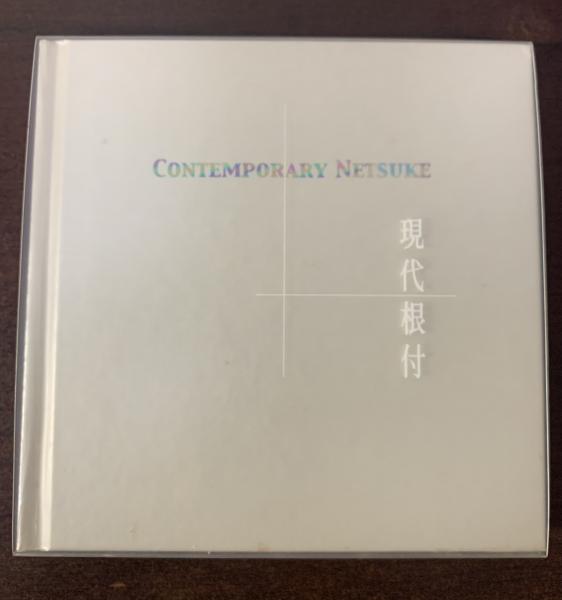 CONTEMPORARY NETSUKE
現代根付